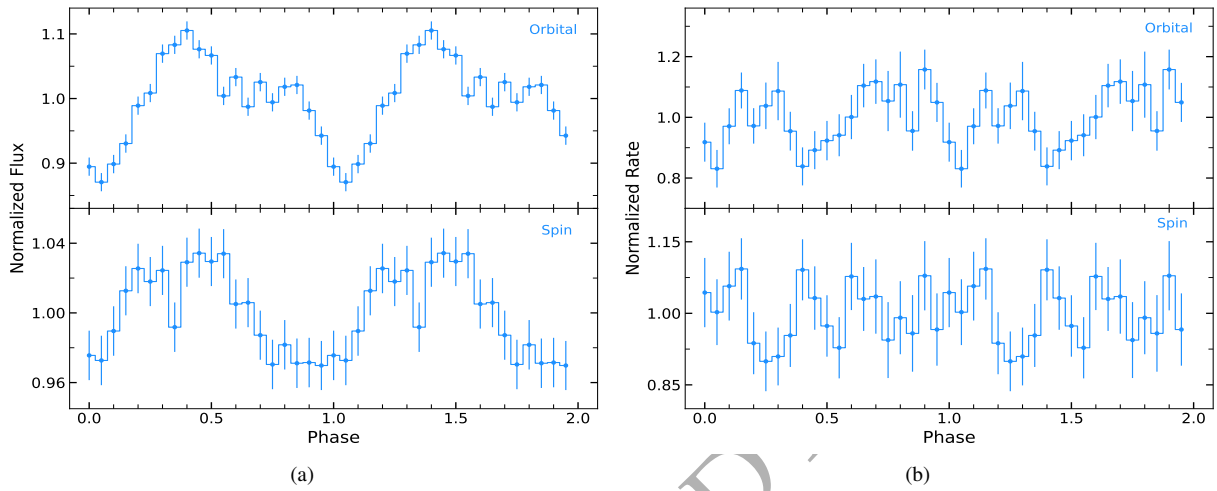 Normalized Flux
1.1
1.0
0.9
Orbital
1.04
1.00
0.96
Spin
0.0 0.5 1.0 1.5 2.0
Phase
(a)
Normalized Rate
1.2
1.0
0.8
Orbital
1.15
1.00
0.85
Spin
0.0 0.5 1.0 1.5 2.0
Phase
(b)